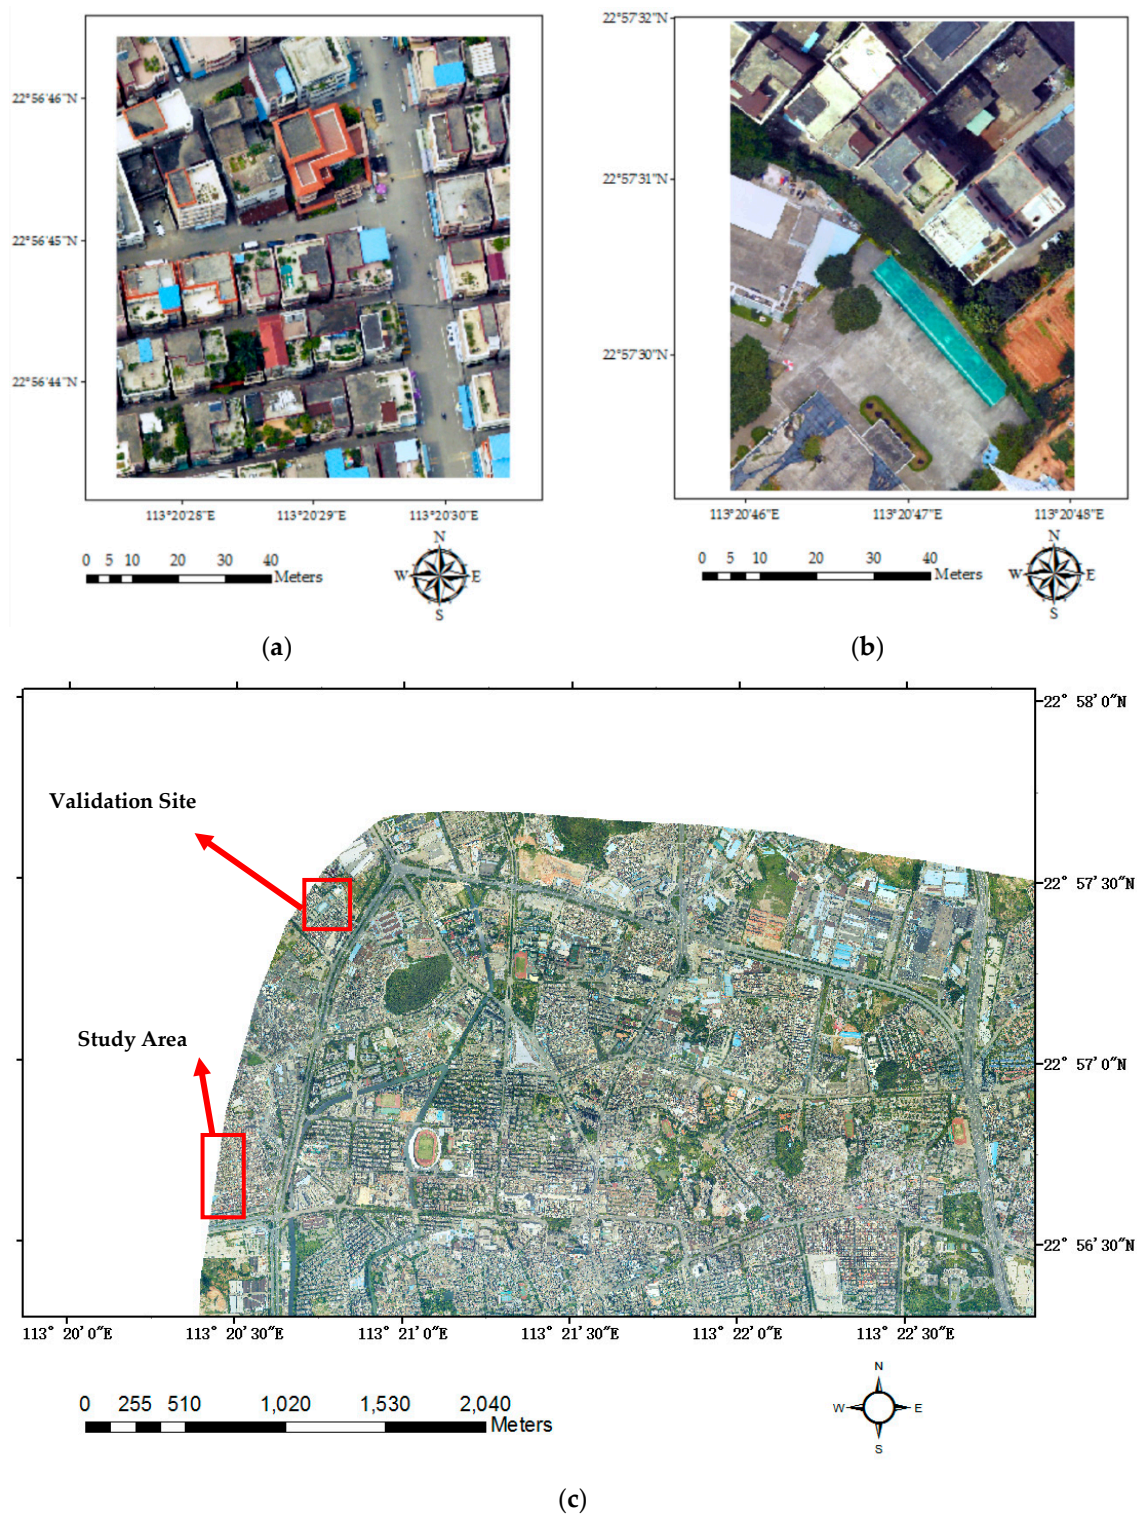 22°56'46"N
22°56'45"N
22°56'44"N
113°20'28"E 113°20'29"E 113°20'30"E
0 5 10 20 30 40 Meters
N
W E
S
(a)
22°57'32"N
22°57'31"N
22°57'30"N
113°20'46"E 113°20'47"E 113°20'48"E
0 5 10 20 30 40 Meters
N
W E
S
(b)
22° 58' 0"N
Validation Site
22° 57' 30"N
Study Area
22° 57' 0"N
22° 56' 30"N
113° 20' 0"E 113° 20' 30"E 113° 21' 0"E 113° 21' 30"E 113° 22' 0"E 113° 22' 30"E
0 255 510 1,020 1,530 2,040
Meters
N
W E
S
(c)